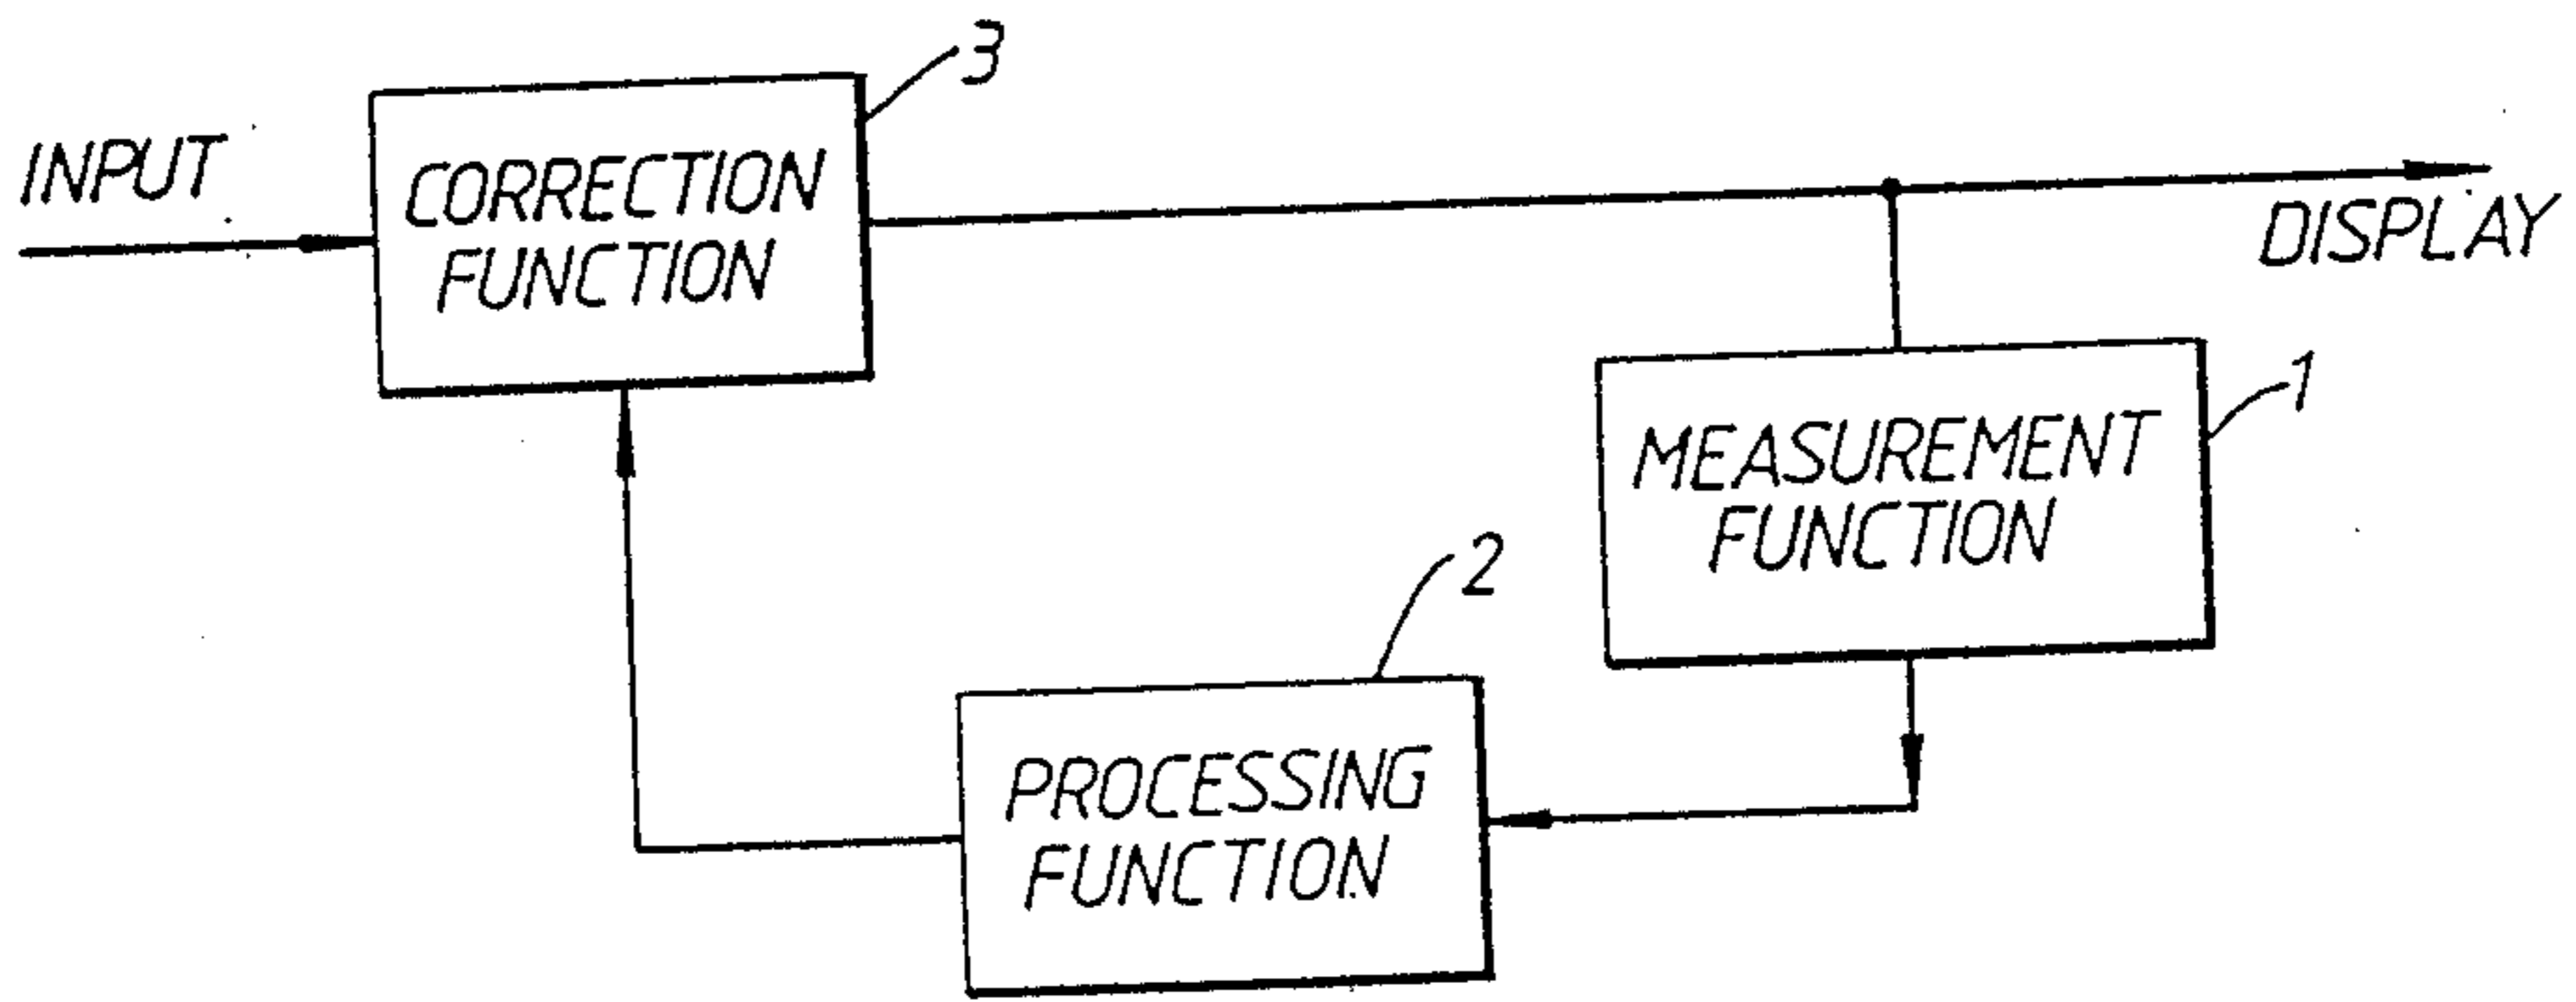 3
INPUT
CORRECTION
FUNCTION
DISPLAY
1
MEASUREMENT
FUNCTION
2
PROCESSING
FUNCTION